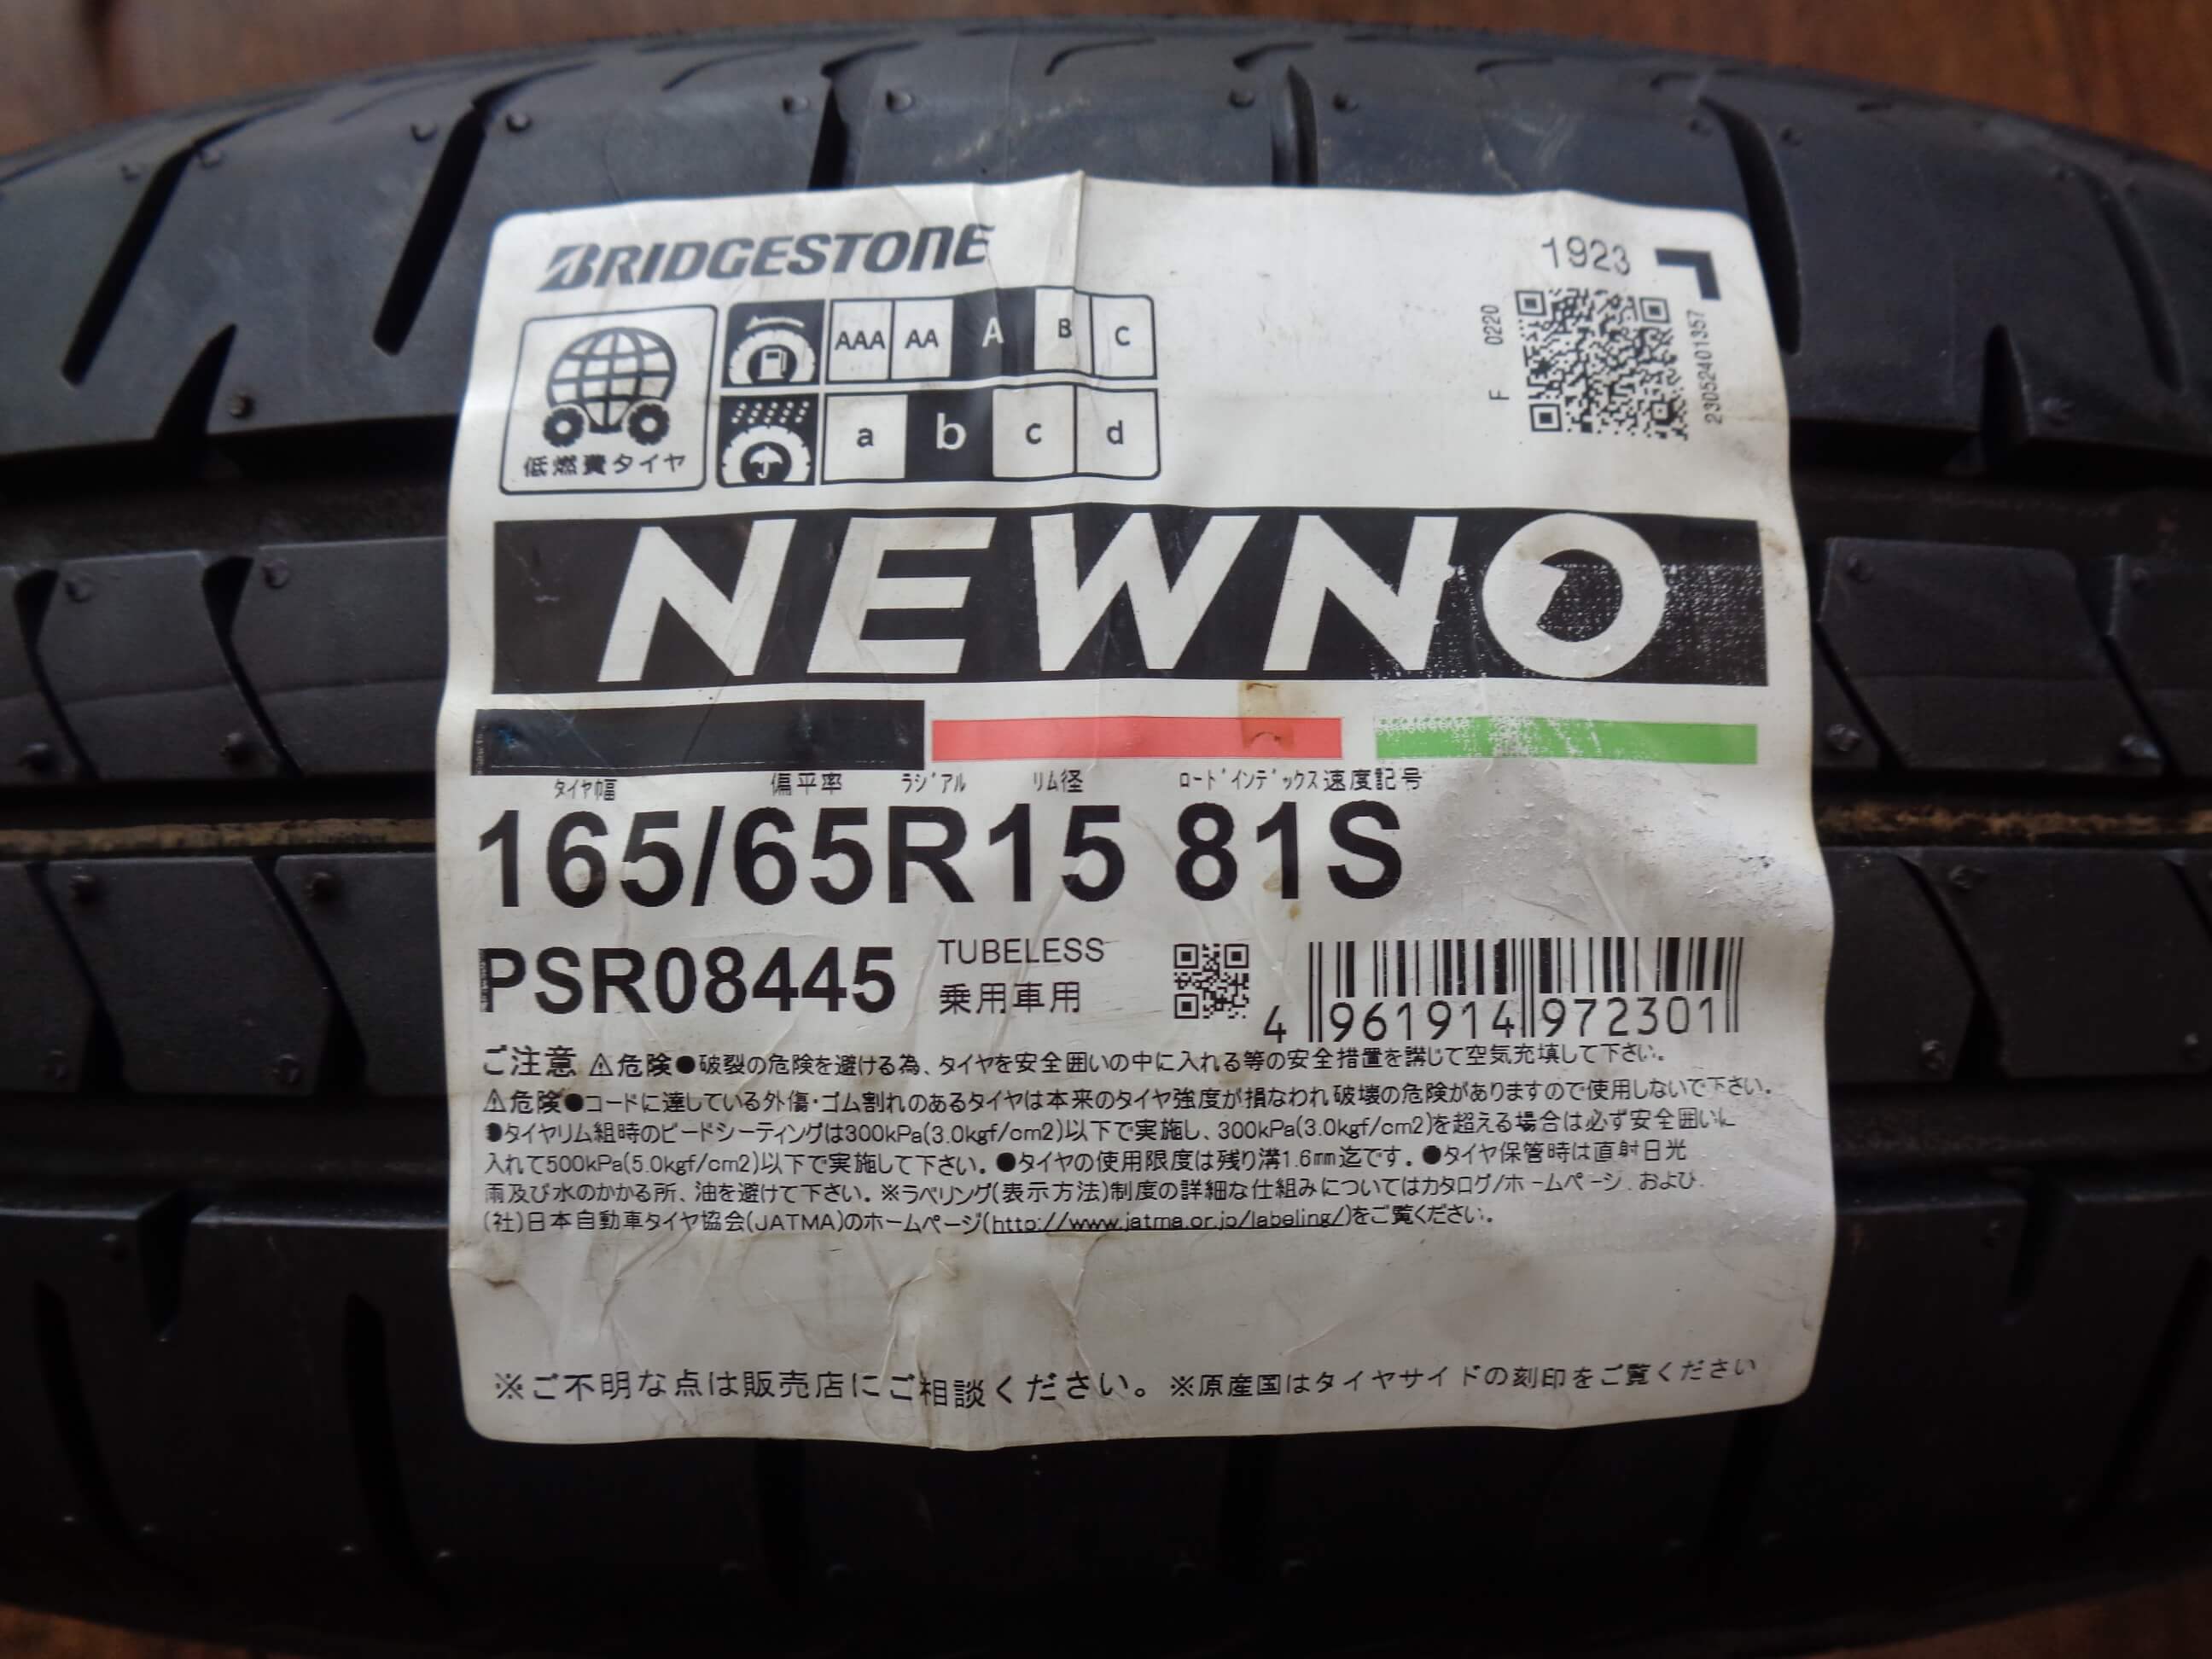 BRIDGESTONE
1923
F 0220
23052401357
AAA AA A B C
a b c d
低燃費タイヤ
NEWNO
タイヤ巾幅 偏平率 ラジアル リム径 ロードインデックス 速度記号
165/65R15 81S
PSR08445
TUBELESS
乗用車用
4 961914 972301
ご注意 ⚠危険●破裂の危険を避ける為、タイヤを安全囲いの中に入れる等の安全措置を講じて空気充填して下さい。
⚠危険●コードに達している外傷・ゴム割れのあるタイヤは本来のタイヤ強度が損なわれ破壊の危険がありますので使用しないで下さい。
●タイヤリム組時のビードシーティングは300kPa(3.0kgf/cm2)以下で実施し、300kPa(3.0kgf/cm2)を超える場合は必ず安全囲いに
入れて500kPa(5.0kgf/cm2)以下で実施して下さい。●タイヤの使用限度は残り溝1.6mm迄です。●タイヤ保管時は直射日光
雨及び水のかかる所、油を避けて下さい。※ラベリング(表示方法)制度の詳細な仕組みについてはカタログ/ホームページ、および
(社)日本自動車タイヤ協会(JATMA)のホームページ(http://www.jatma.or.jp/labeling/)をご覧ください。
※ご不明な点は販売店にご相談ください。※原産国はタイヤサイドの刻印をご覧ください